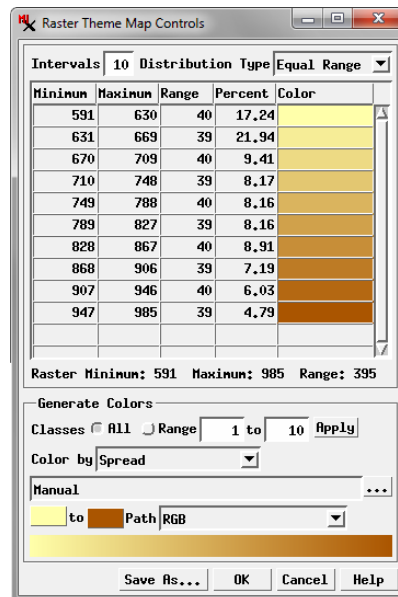 Raster Theme Map Controls
Intervals 10 Distribution Type Equal Range
Minimum Maximum Range Percent Color
591 630 40 17.24
631 669 39 21.94
670 709 40 9.41
710 748 39 8.17
749 788 40 8.16
789 827 39 8.16
828 867 40 8.91
868 906 39 7.19
907 946 40 6.03
947 985 39 4.79
Raster Minimum: 591 Maximum: 985 Range: 395
Generate Colors
Classes All Range 1 to 10 Apply
Color by Spread
Manual ...
to Path RGB
Save As... OK Cancel Help